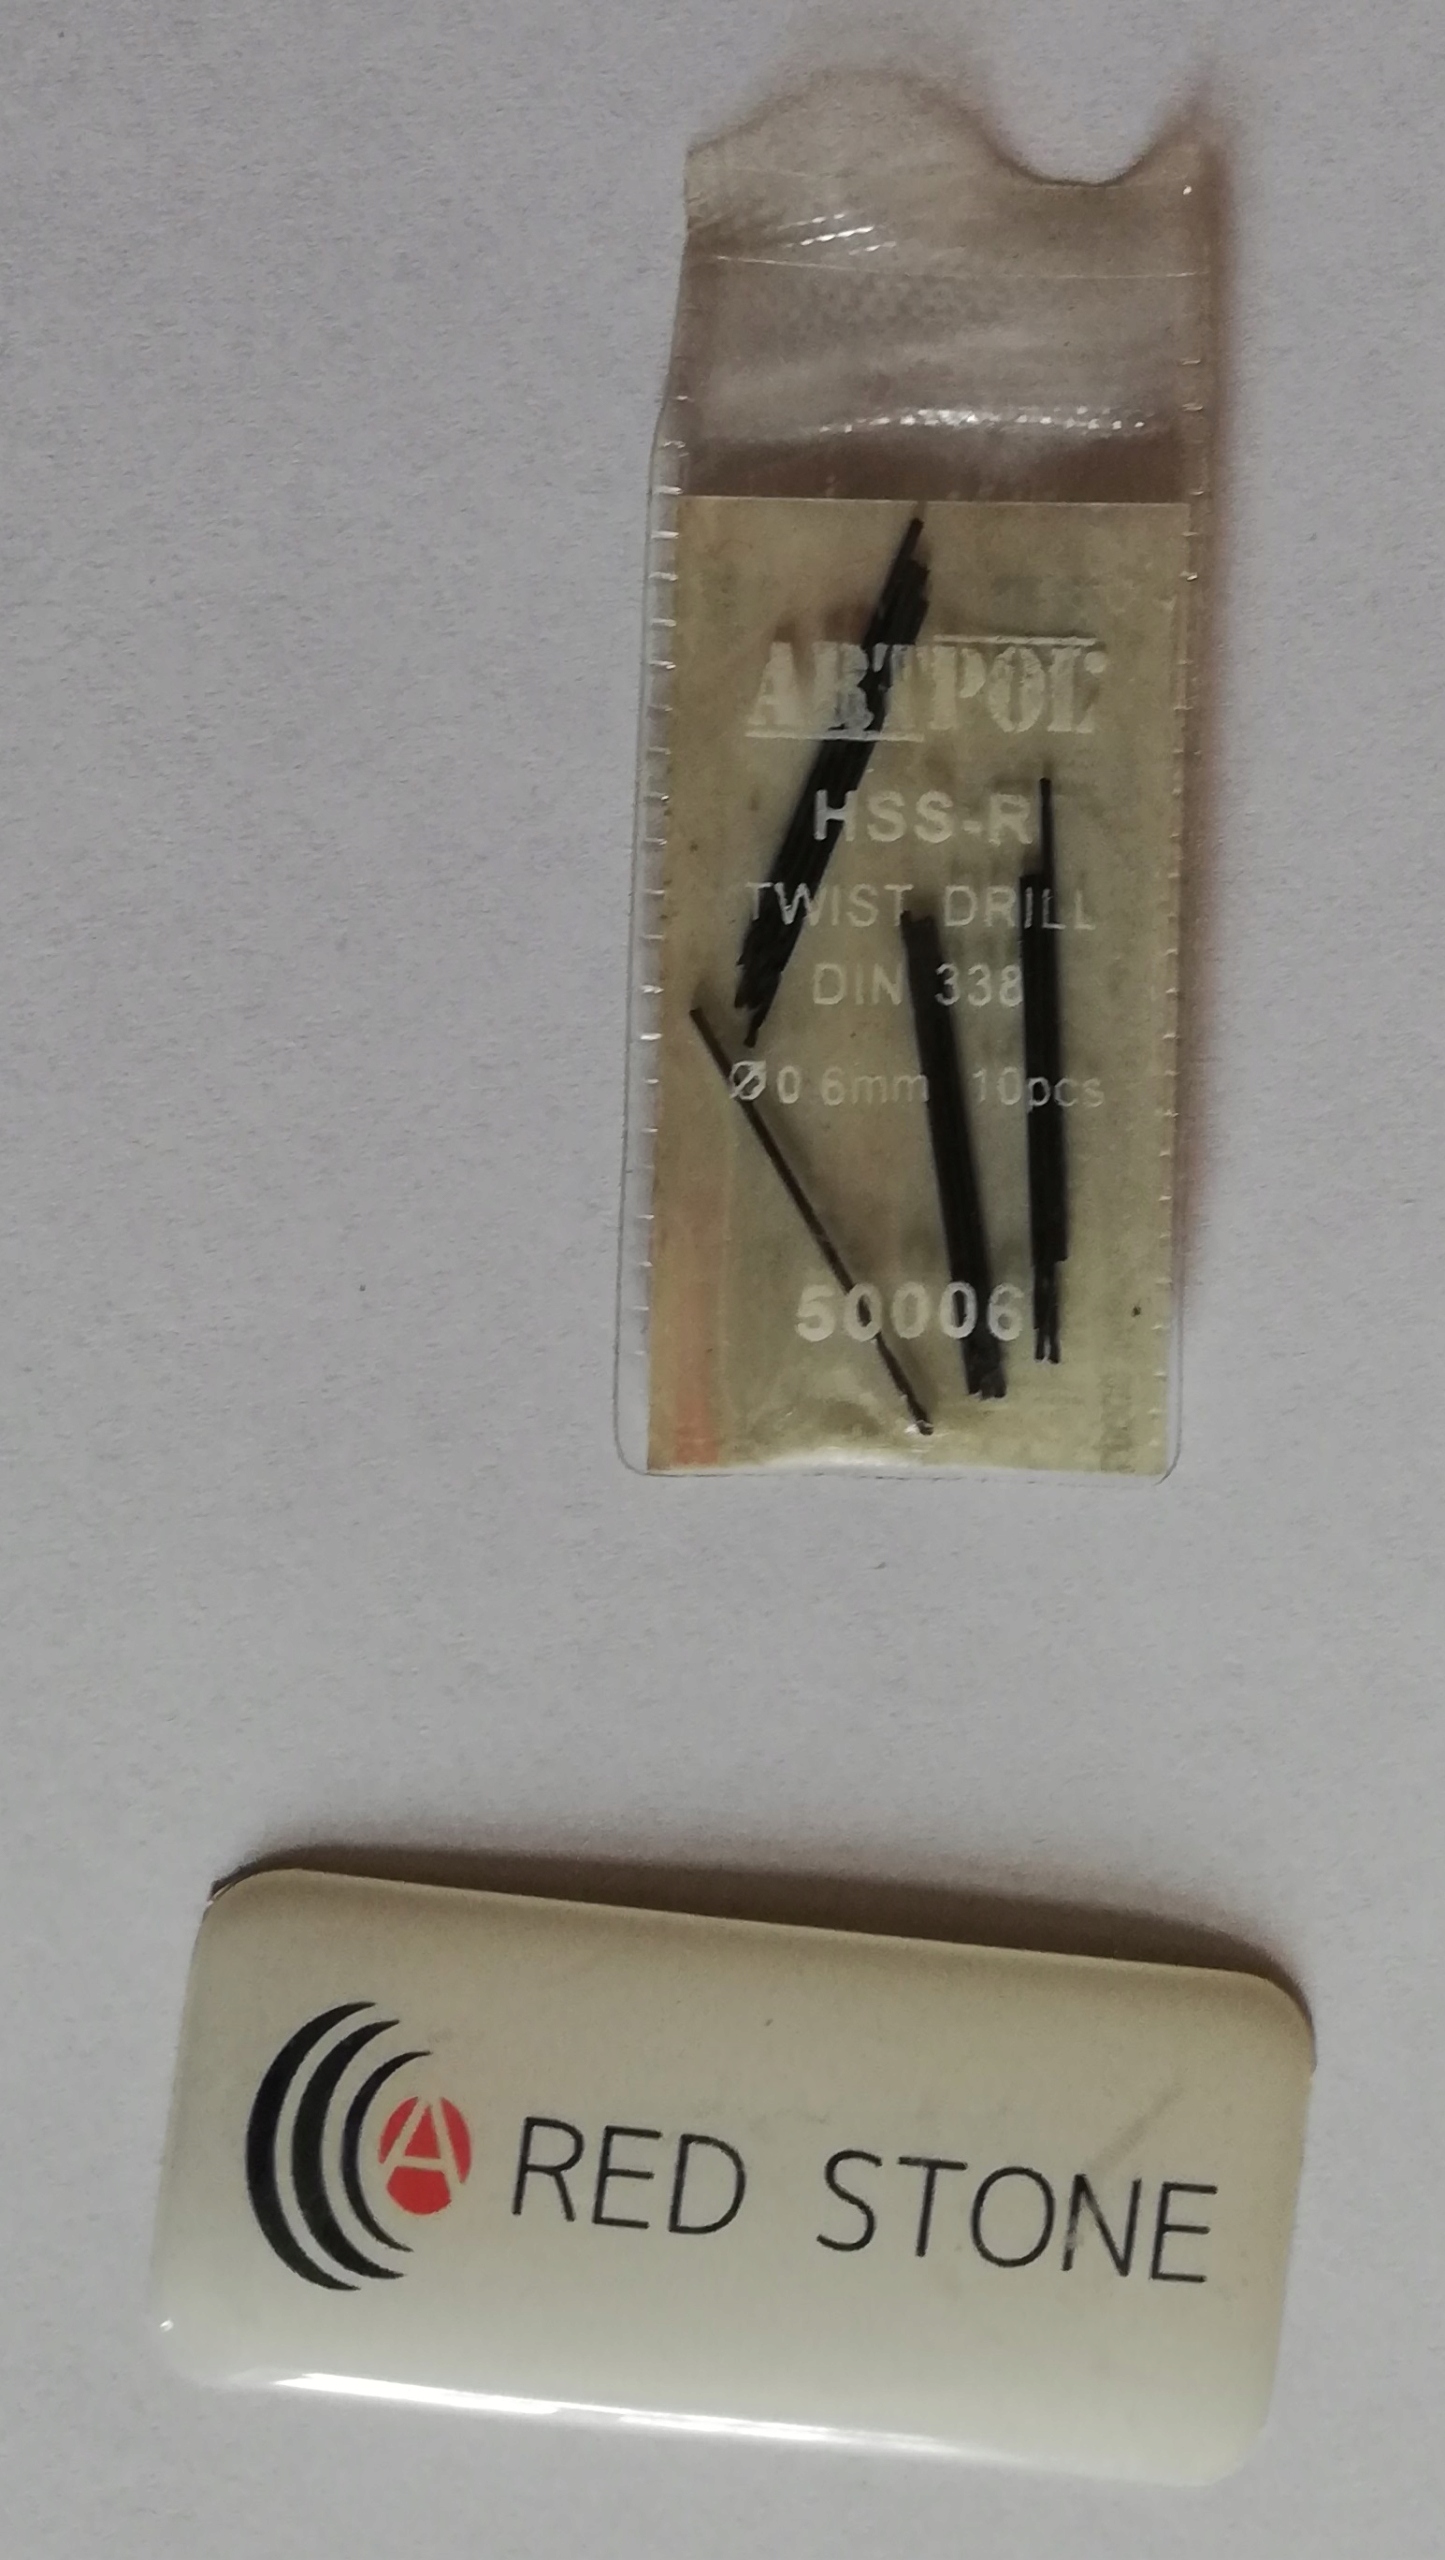 ARTPOL®
HSS-R
TWIST DRILL
DIN 338
Ø0.6mm 10pcs
50006
A RED STONE